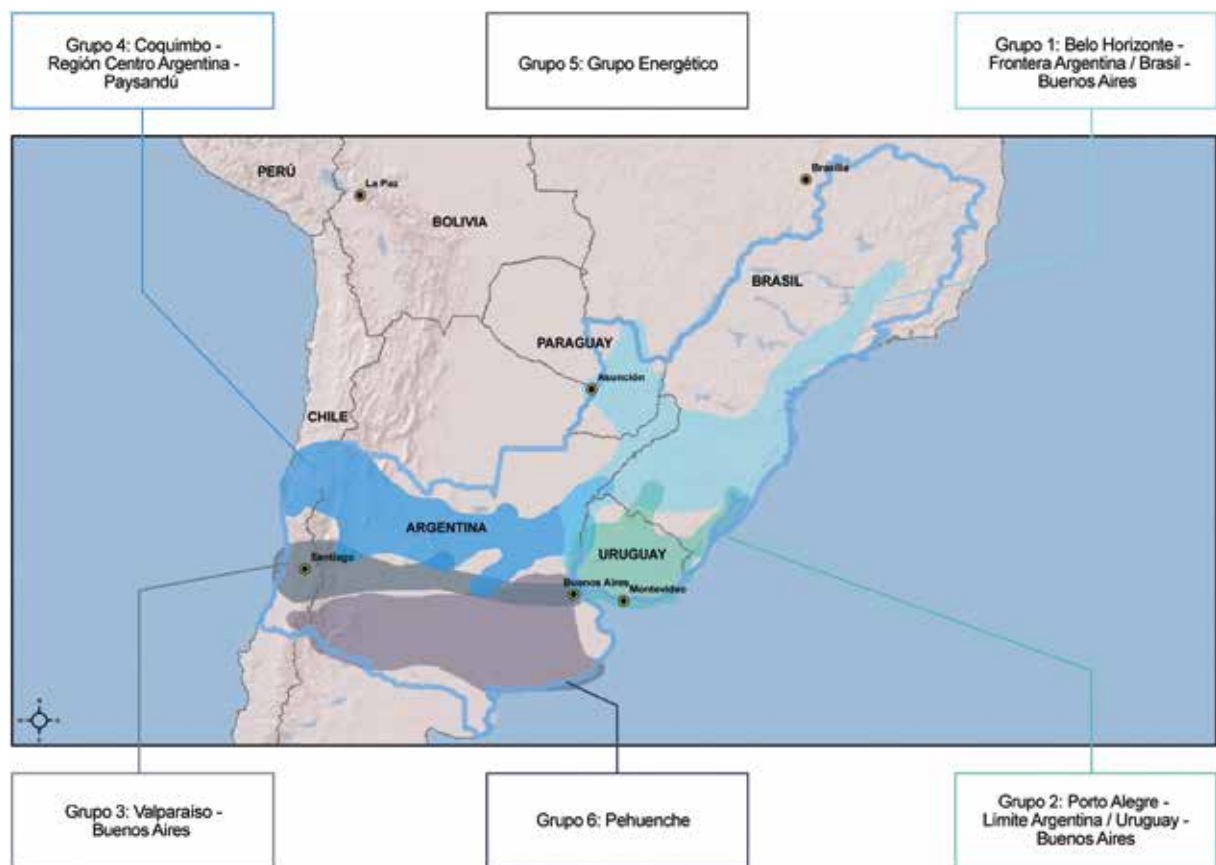 Grupo 4: Coquimbo -
Región Centro Argentina -
Paysandú
Grupo 5: Grupo Energético
Grupo 1: Belo Horizonte -
Frontera Argentina / Brasil -
Buenos Aires
PERÚ
La Paz
BOLIVIA
Brasilia
BRASIL
PARAGUAY
Asunción
CHILE
ARGENTINA
URUGUAY
Santiago
Buenos Aires
Montevideo
Grupo 3: Valparaiso -
Buenos Aires
Grupo 6: Pehuenche
Grupo 2: Porto Alegre -
Límite Argentina / Uruguay -
Buenos Aires